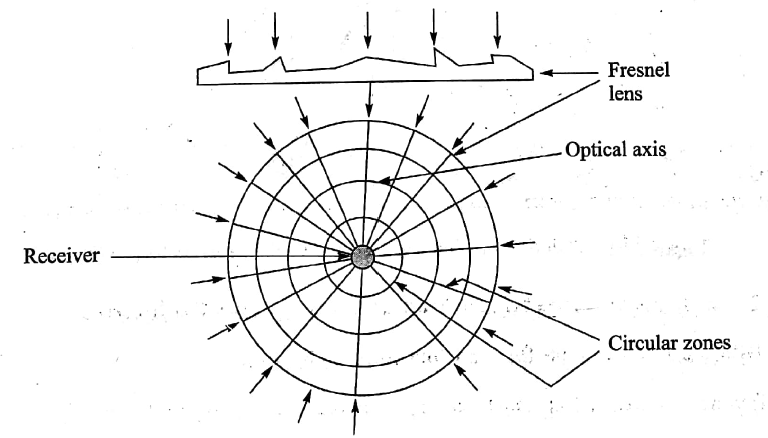 Fresnel
lens
Optical axis
Receiver
Circular zones